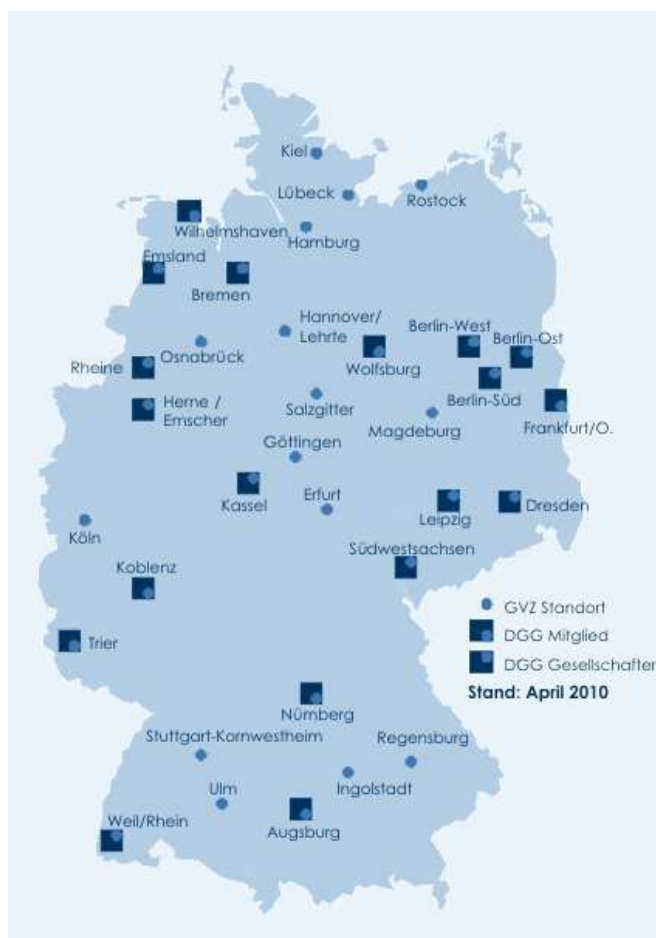 Kiel
Lübeck
Rostock
Wilhelmshaven
Hamburg
Emsland
Bremen
Hannover/
Lehrte
Berlin-West
Berlin-Ost
Osnabrück
Wolfsburg
Rheine
Berlin-Süd
Herne /
Emscher
Salzgitter
Magdeburg
Frankfurt/O.
Göttingen
Kassel
Erfurt
Leipzig
Dresden
Köln
Südwestsachsen
Koblenz
GVZ Standort
DGG Mitglied
Trier
DGG Gesellschafter
Stand: April 2010
Nürnberg
Stuttgart-Kornwestheim
Regensburg
Ulm
Ingolstadt
Weil/Rhein
Augsburg